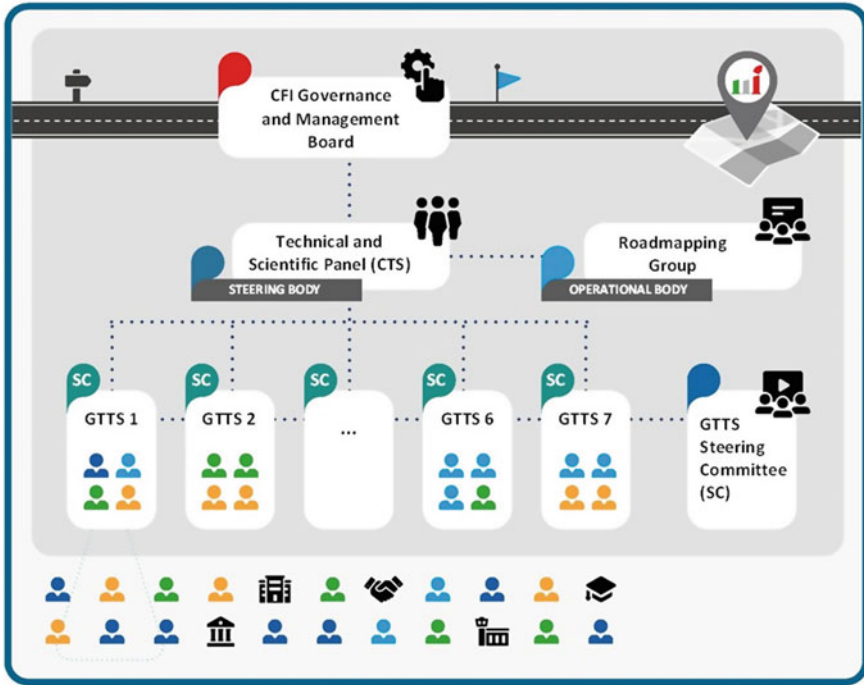 CFI Governance
and Management
Board
Technical and
Scientific Panel (CTS)
STEERING BODY
Roadmapping
Group
OPERATIONAL BODY
SC
SC
SC
SC
SC
GTTS 1
GTTS 2
...
GTTS 6
GTTS 7
GTTS
Steering
Committee
(SC)